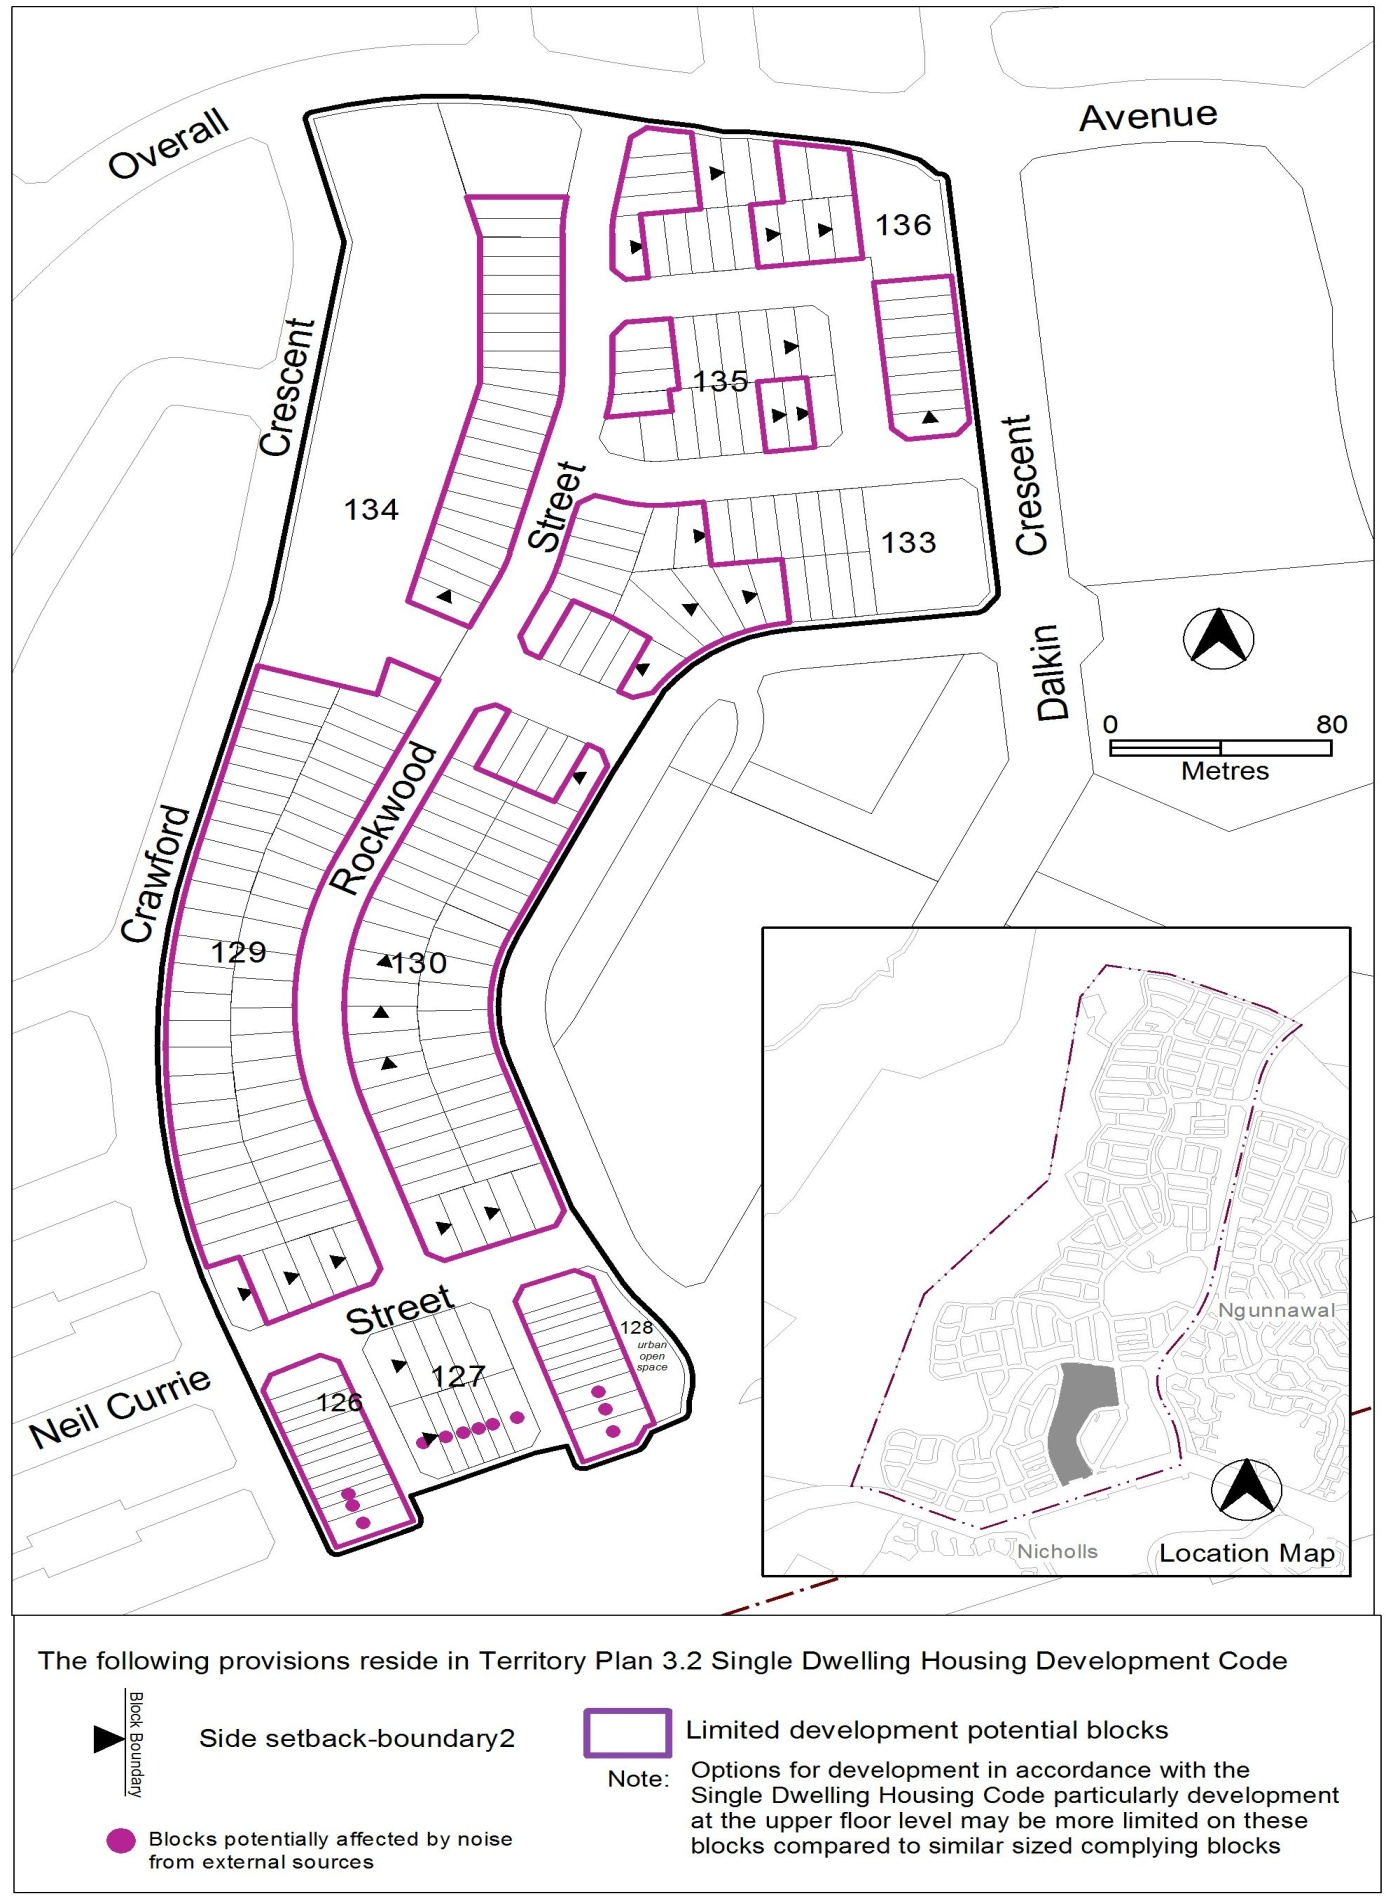 Overall
Avenue
136
Crescent
135
134
Street
Crescent
133
Dalkin
0 80
Metres
Rockwood
Crawford
129
130
Street
128
urban
open
space
127
126
Neil Currie
Ngunnawal
Nicholls
Location Map
The following provisions reside in Territory Plan 3.2 Single Dwelling Housing Development Code
Block Boundary
Side setback-boundary2
Limited development potential blocks
Note: Options for development in accordance with the
Single Dwelling Housing Code particularly development
at the upper floor level may be more limited on these
blocks compared to similar sized complying blocks
Blocks potentially affected by noise
from external sources